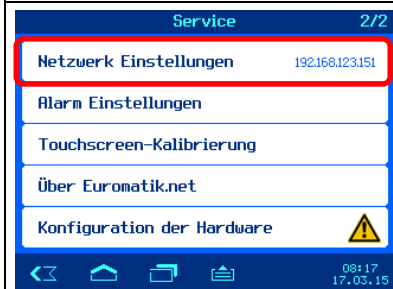 Service 2/2
Netzwerk Einstellungen 192.168.123.151
Alarm Einstellungen
Touchscreen-Kalibrierung
Über Euromatik.net
Konfiguration der Hardware
08:17
17.03.15